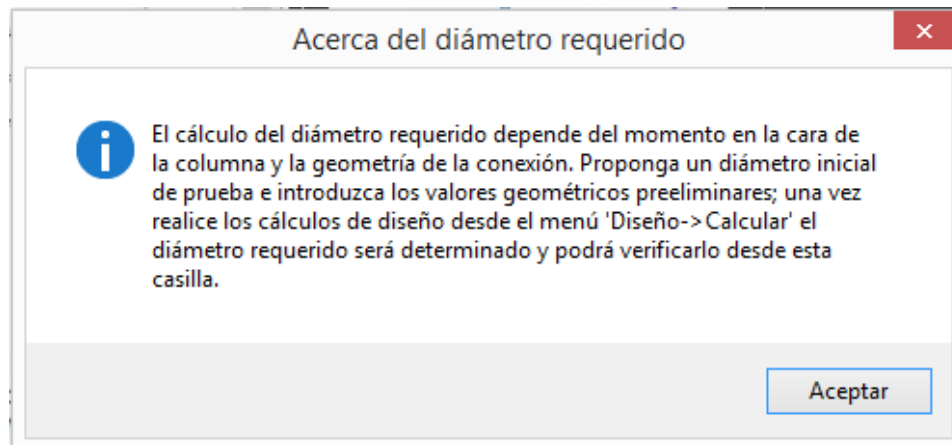 Acerca del diámetro requerido
El cálculo del diámetro requerido depende del momento en la cara de
la columna y la geometría de la conexión. Proponga un diámetro inicial
de prueba e introduzca los valores geométricos preeliminares; una vez
realice los cálculos de diseño desde el menú 'Diseño->Calcular' el
diámetro requerido será determinado y podrá verificarlo desde esta
casilla.
Aceptar